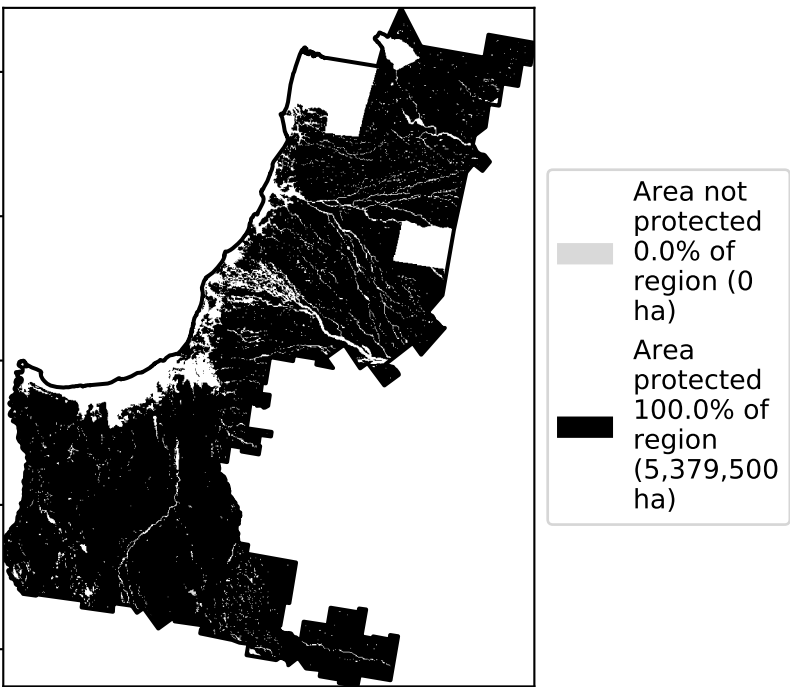 Area not
protected
0.0% of
region (0
ha)
Area
protected
100.0% of
region
(5,379,500
ha)